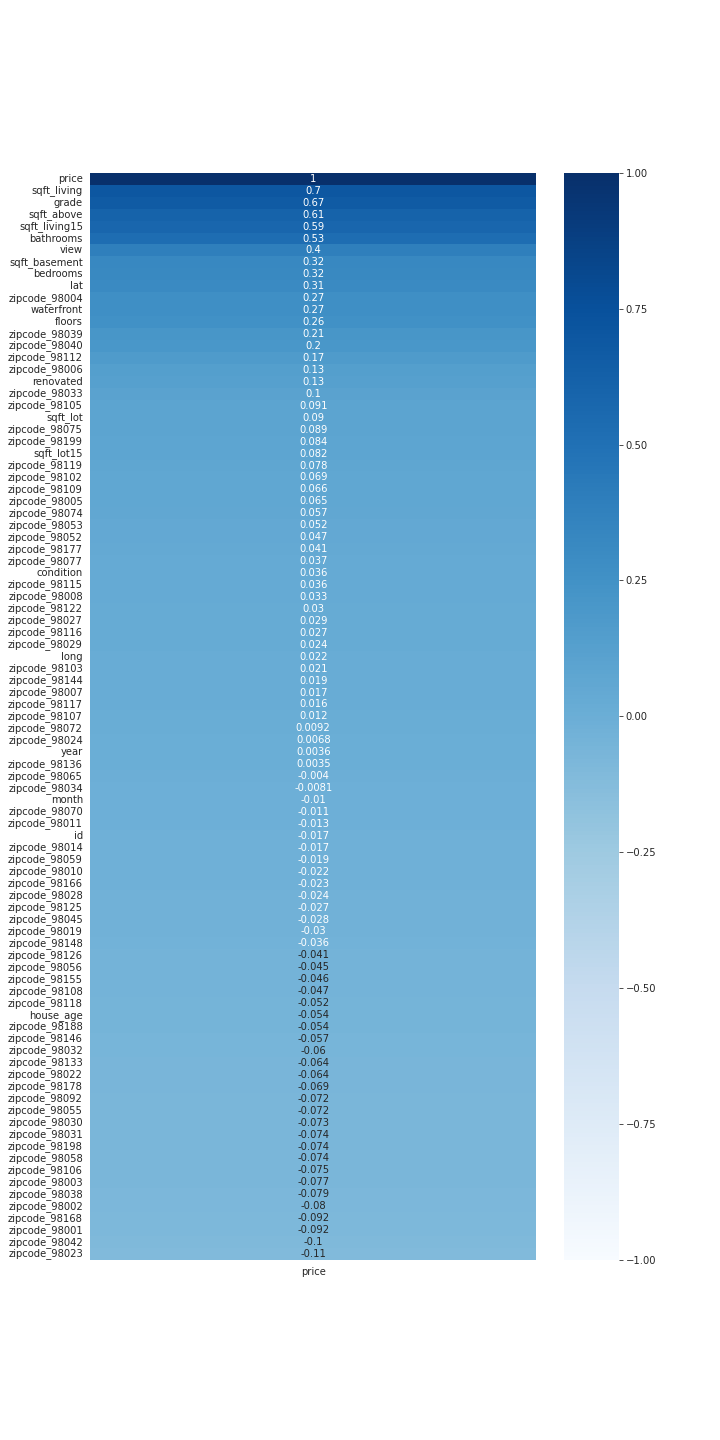 price 1
sqft_living 0.7
grade 0.67
sqft_above 0.61
sqft_living15 0.59
bathrooms 0.53
view 0.4
sqft_basement 0.32
bedrooms 0.32
lat 0.31
zipcode_98004 0.27
waterfront 0.27
floors 0.26
zipcode_98039 0.21
zipcode_98040 0.2
zipcode_98112 0.17
zipcode_98006 0.13
renovated 0.13
zipcode_98033 0.1
zipcode_98105 0.091
sqft_lot 0.09
zipcode_98075 0.089
zipcode_98199 0.084
sqft_lot15 0.082
zipcode_98119 0.078
zipcode_98102 0.069
zipcode_98109 0.066
zipcode_98005 0.065
zipcode_98074 0.057
zipcode_98053 0.052
zipcode_98052 0.047
zipcode_98177 0.041
zipcode_98077 0.037
condition 0.036
zipcode_98115 0.036
zipcode_98008 0.033
zipcode_98122 0.03
zipcode_98027 0.029
zipcode_98116 0.027
zipcode_98029 0.024
long 0.022
zipcode_98103 0.021
zipcode_98144 0.019
zipcode_98007 0.017
zipcode_98117 0.016
zipcode_98107 0.012
zipcode_98072 0.0092
zipcode_98024 0.0068
year 0.0036
zipcode_98136 0.0035
zipcode_98065 -0.004
zipcode_98034 -0.0081
month -0.01
zipcode_98070 -0.011
zipcode_98011 -0.013
id -0.017
zipcode_98014 -0.017
zipcode_98059 -0.019
zipcode_98010 -0.022
zipcode_98166 -0.023
zipcode_98028 -0.024
zipcode_98125 -0.027
zipcode_98045 -0.028
zipcode_98019 -0.03
zipcode_98148 -0.036
zipcode_98126 -0.041
zipcode_98056 -0.045
zipcode_98155 -0.046
zipcode_98108 -0.047
zipcode_98118 -0.052
house_age -0.054
zipcode_98188 -0.054
zipcode_98146 -0.057
zipcode_98032 -0.06
zipcode_98133 -0.064
zipcode_98022 -0.064
zipcode_98178 -0.069
zipcode_98092 -0.072
zipcode_98055 -0.072
zipcode_98030 -0.073
zipcode_98031 -0.074
zipcode_98198 -0.074
zipcode_98058 -0.074
zipcode_98106 -0.075
zipcode_98003 -0.077
zipcode_98038 -0.079
zipcode_98002 -0.08
zipcode_98168 -0.092
zipcode_98001 -0.092
zipcode_98042 -0.1
zipcode_98023 -0.11
price
1.00
0.75
0.50
0.25
0.00
−0.25
−0.50
−0.75
−1.00